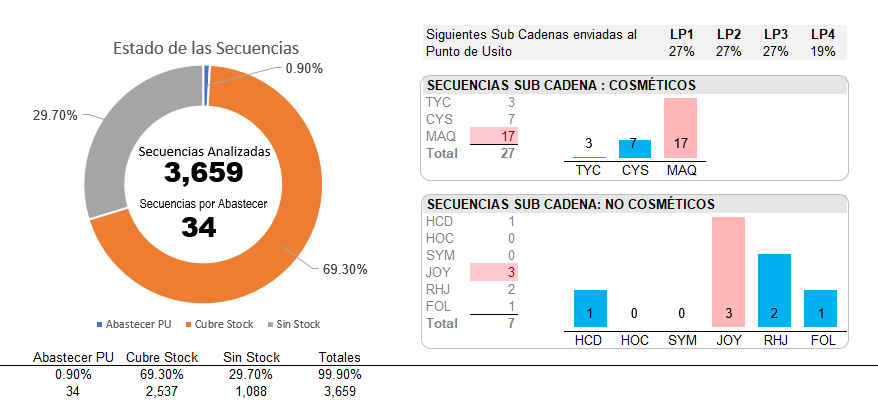 Siguientes Sub Cadenas enviadas al Punto de Usito
LP1 LP2 LP3 LP4
27% 27% 27% 19%
Estado de las Secuencias
0.90%
29.70%
69.30%
Secuencias Analizadas
3,659
Secuencias por Abastecer
34
Abastecer PU Cubre Stock Sin Stock
Abastecer PU Cubre Stock Sin Stock Totales
0.90% 69.30% 29.70% 99.90%
34 2,537 1,088 3,659
SECUENCIAS SUB CADENA : COSMÉTICOS
TYC 3
CYS 7
MAQ 17
Total 27
3 7 17
TYC CYS MAQ
SECUENCIAS SUB CADENA: NO COSMÉTICOS
HCD 1
HOC 0
SYM 0
JOY 3
RHJ 2
FOL 1
Total 7
1 0 0 3 2 1
HCD HOC SYM JOY RHJ FOL